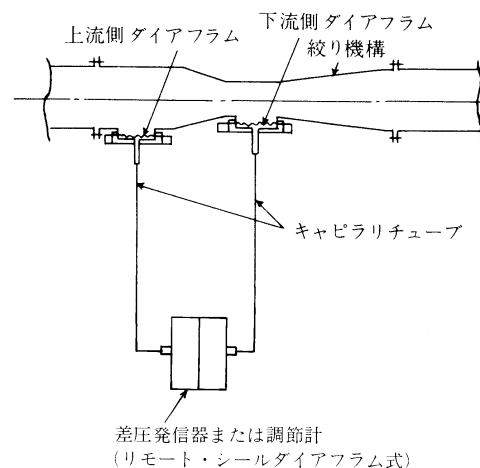 上流側ダイアフラム
下流側ダイアフラム
絞り機構
キャピラリチューブ
差圧発信器または調節計
(リモート・シールダイアフラム式)